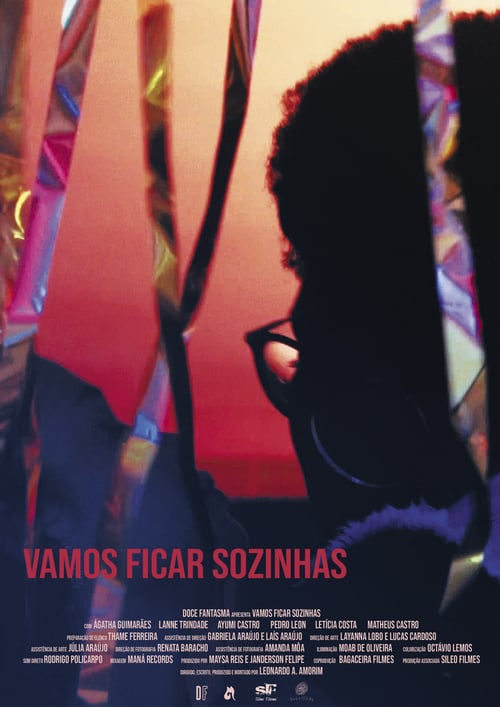 VAMOS FICAR SOZINHAS
DOCE FANTASMA APRESENTA VAMOS FICAR SOZINHAS
COM ÁGATHA GUIMARÃES LANNE TRINDADE AYUMI CASTRO PEDRO LEON LETÍCIA COSTA MATHEUS CASTRO
PREPARAÇÃO DE ELENCO THAME FERREIRA ASSISTÊNCIA DE DIREÇÃO GABRIELA ARAÚJO E LAÍS ARAÚJO DIREÇÃO DE ARTE LAYANNA LOBO E LUCAS CARDOSO
ASSISTÊNCIA DE ARTE JÚLIA ARAÚJO DIREÇÃO DE FOTOGRAFIA RENATA BARACHO ASSISTÊNCIA DE FOTOGRAFIA AMANDA MÔA ILUMINAÇÃO MOAB DE OLIVEIRA COLORIZAÇÃO OCTÁVIO LEMOS
SOM DIRETO RODRIGO POLICARPO MIXAGEM MANÁ RECORDS PRODUZIDO POR MAYSA REIS E JANDERSON FELIPE COPRODUÇÃO BAGACEIRA FILMES PRODUÇÃO ASSOCIADA SILEO FILMES
DIRIGIDO, ESCRITO, PRODUZIDO E MONTADO POR LEONARDO A. AMORIM
DF